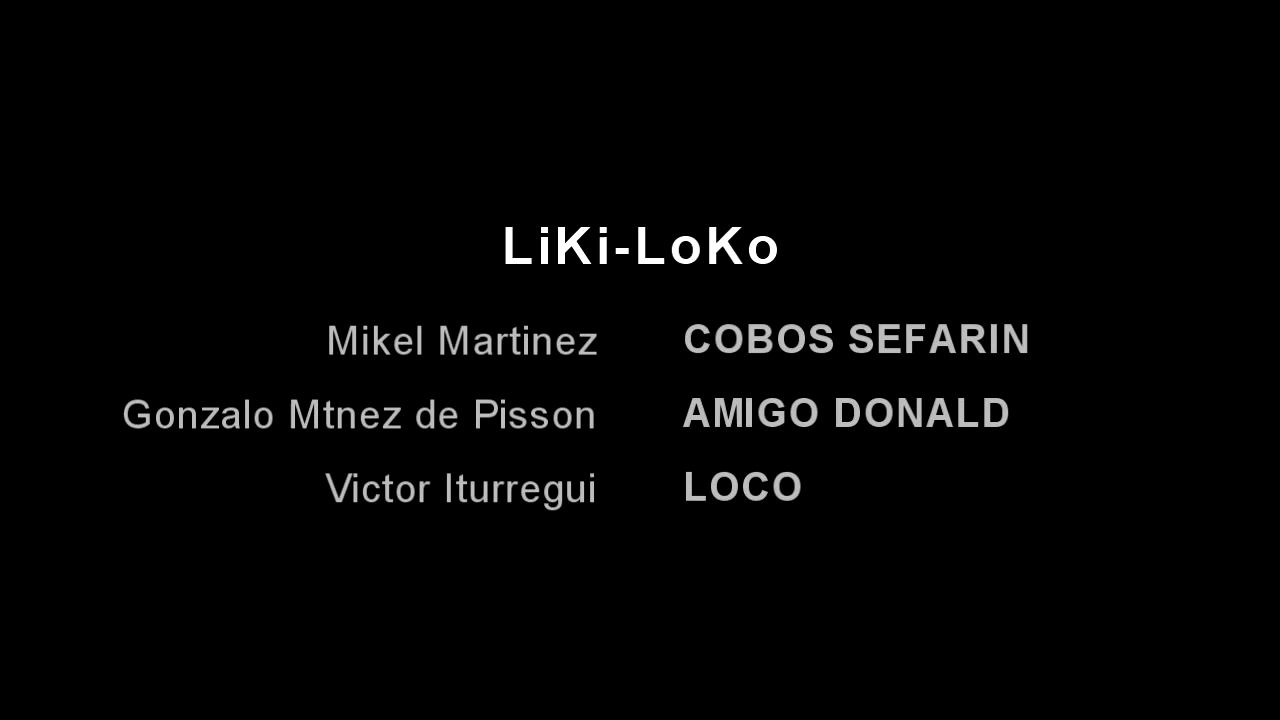 LiKi-LoKo
Mikel Martinez COBOS SEFARIN
Gonzalo Mtnez de Pisson AMIGO DONALD
Victor Iturregui LOCO